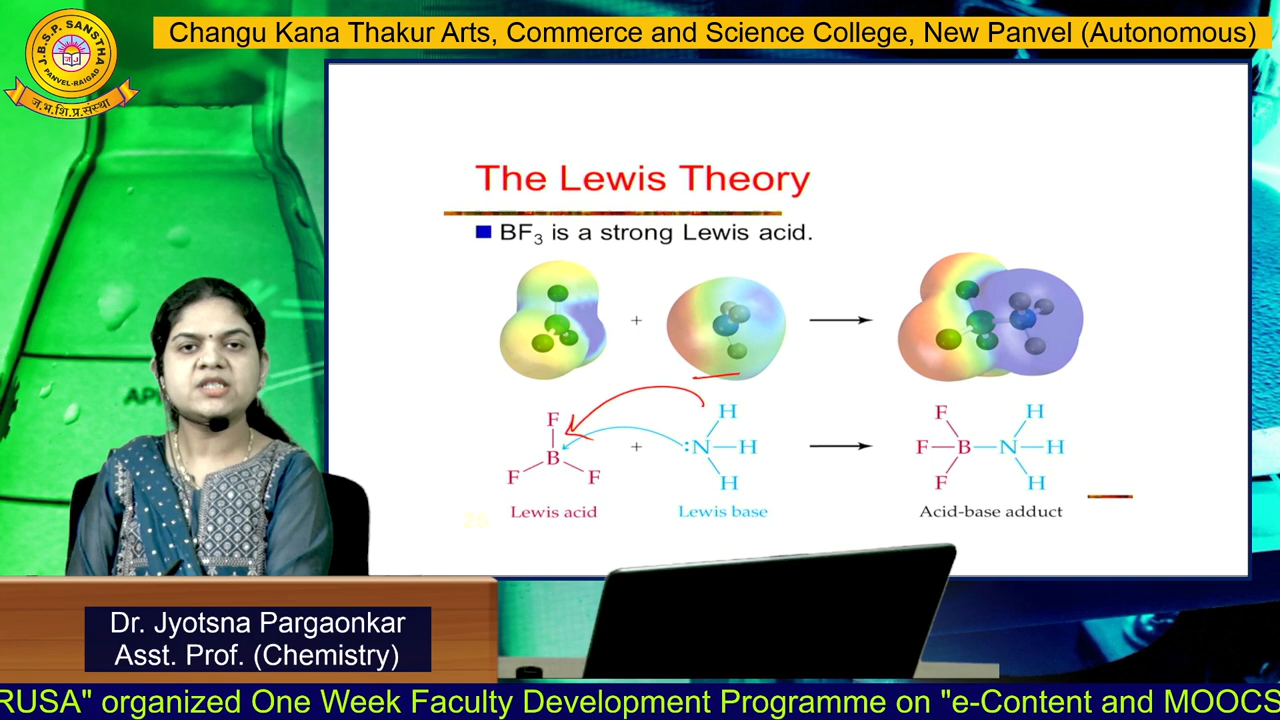 Changu Kana Thakur Arts, Commerce and Science College, New Panvel (Autonomous)
J.B.S.P. SANSTHA
PANVEL-RAIGAD
ज.भ.शि.प्र.संस्था
The Lewis Theory
BF₃ is a strong Lewis acid.
+
F
B
F F
+
H
:N—H
H
F
F—B—N—H
F
H
H
Lewis acid
Lewis base
Acid-base adduct
25
Dr. Jyotsna Pargaonkar
Asst. Prof. (Chemistry)
RUSA" organized One Week Faculty Development Programme on "e-Content and MOOCS